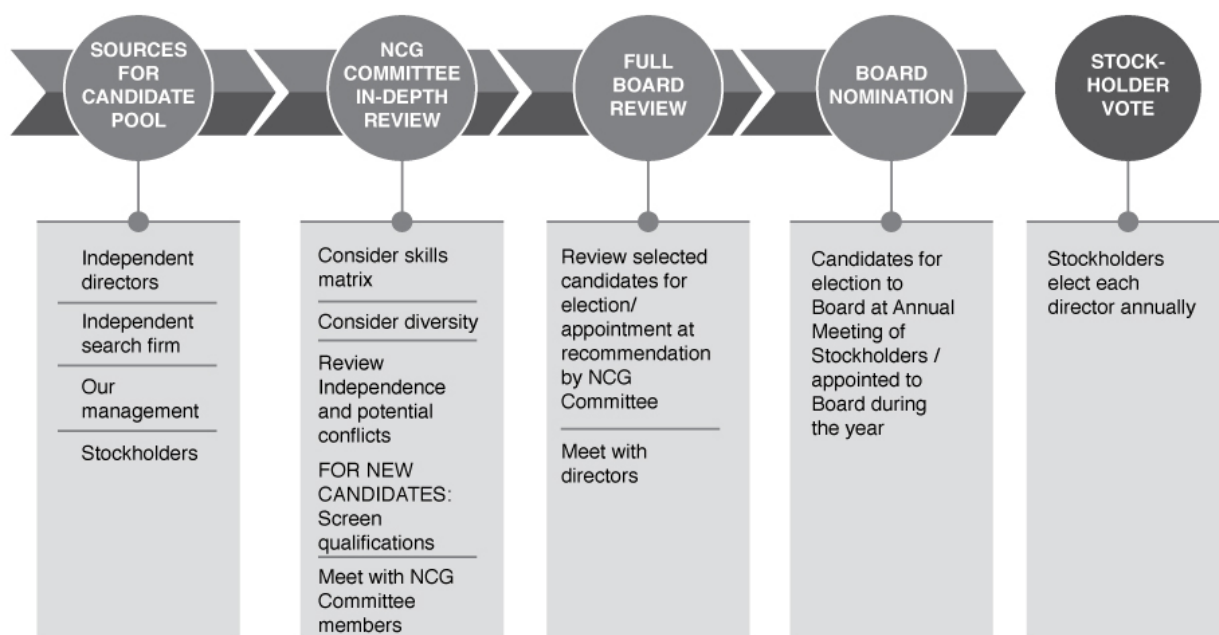 SOURCES
FOR
CANDIDATE
POOL
NCG
COMMITTEE
IN-DEPTH
REVIEW
FULL
BOARD
REVIEW
BOARD
NOMINATION
STOCK-
HOLDER
VOTE
Independent
directors
Independent
search firm
Our
management
Stockholders
Consider skills
matrix
Consider diversity
Review
Independence
and potential
conflicts
FOR NEW
CANDIDATES:
Screen
qualifications
Meet with NCG
Committee
members
Review selected
candidates for
election/
appointment at
recommendation
by NCG
Committee
Meet with
directors
Candidates for
election to
Board at Annual
Meeting of
Stockholders /
appointed to
Board during
the year
Stockholders
elect each
director annually